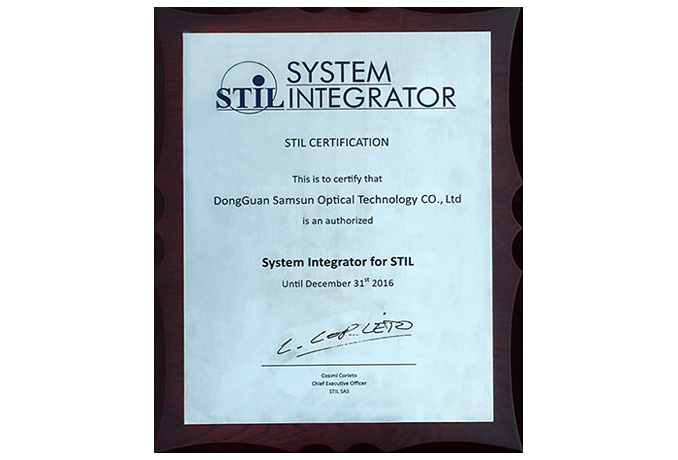 STIL SYSTEM
INTEGRATOR
STIL CERTIFICATION
This is to certify that
DongGuan Samsun Optical Technology CO., Ltd
is an authorized
System Integrator for STIL
Until December 31st 2016
C. CORLETO
Cosimi Corleto
Chief Executive Officer
STIL SAS